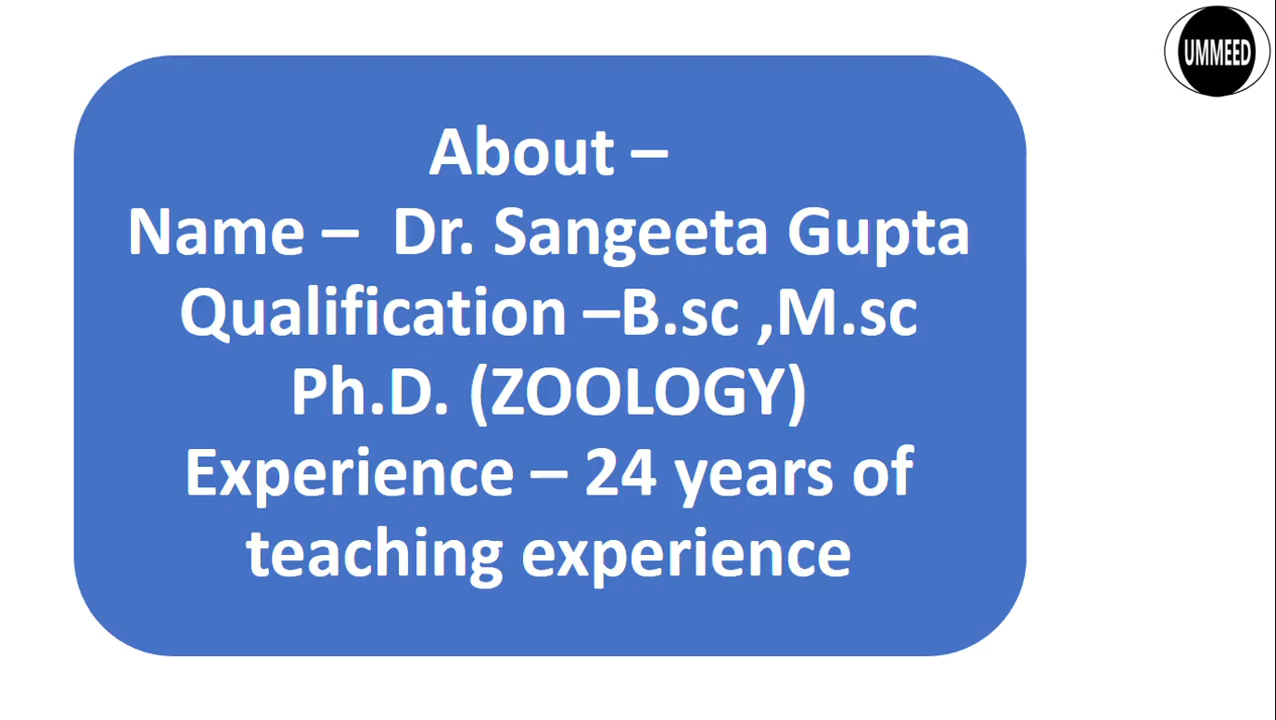 UMMEED
About –
Name –  Dr. Sangeeta Gupta
Qualification –B.sc ,M.sc
Ph.D. (ZOOLOGY)
Experience – 24 years of
teaching experience